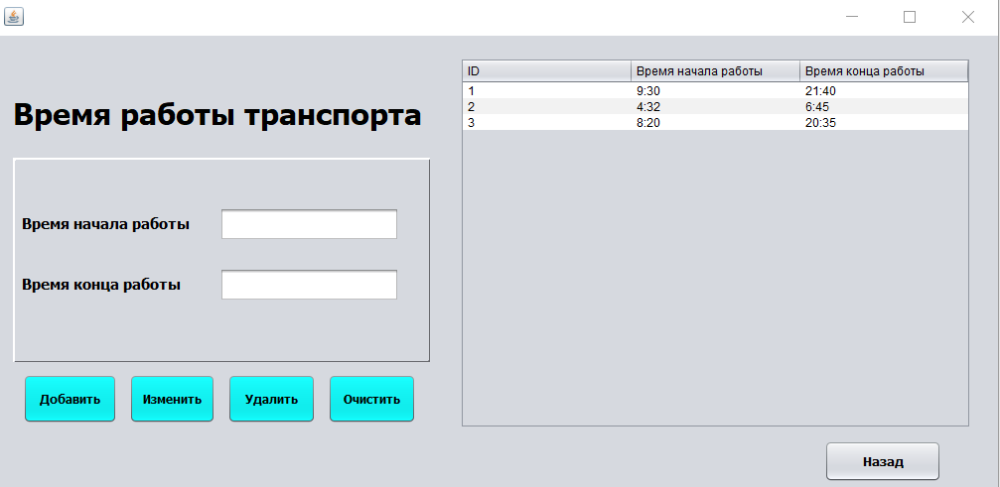 Время работы транспорта
Время начала работы
Время конца работы
Добавить Изменить Удалить Очистить
ID Время начала работы Время конца работы
1 9:30 21:40
2 4:32 6:45
3 8:20 20:35
Назад